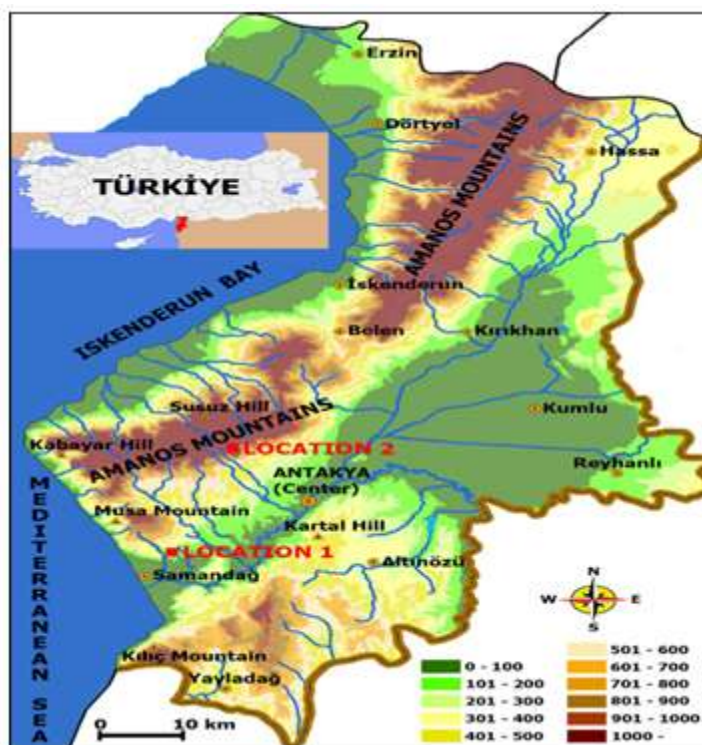 Erzin
Dörtyol
Hassa
TÜRKİYE
AMANOS MOUNTAINS
ISKENDERUN BAY
İskenderun
Belen
Kırıkhan
Susuz Hill
Kumlu
Kabayar Hill
AMANOS MOUNTAINS
LOCATION 2
ANTAKYA
(Center)
Reyhanlı
Musa Mountain
Kartal Hill
LOCATION 1
Altınözü
Samandağ
MEDITERRANEAN SEA
Kılıç Mountain
Yayladağ
N
W E
S
0 10 km
0 - 100
101 - 200
201 - 300
301 - 400
401 - 500
501 - 600
601 - 700
701 - 800
801 - 900
901 - 1000
1000 -